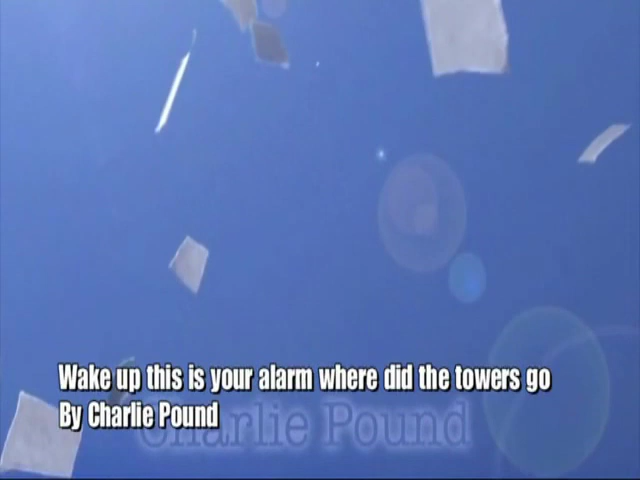 Wake up this is your alarm where did the towers go
By Charlie Pound
Charlie Pound